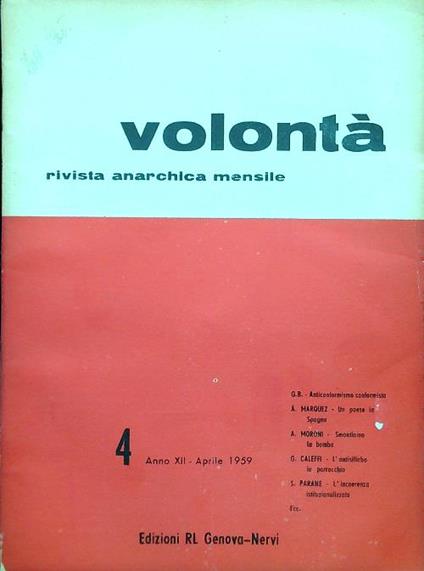 volontà
rivista anarchica mensile
G.B. - Anticonformismo conformista
A. MARQUEZ - Un poeta in
Spagna
A. MORONI - Smontiamo
la bomba
G. CALEFFI - L'antisillabo
in parrocchia
S. PARANE - L'incoerenza
istituzionalizzata
Ecc.
4 Anno XII - Aprile 1959
Edizioni RL Genova-Nervi